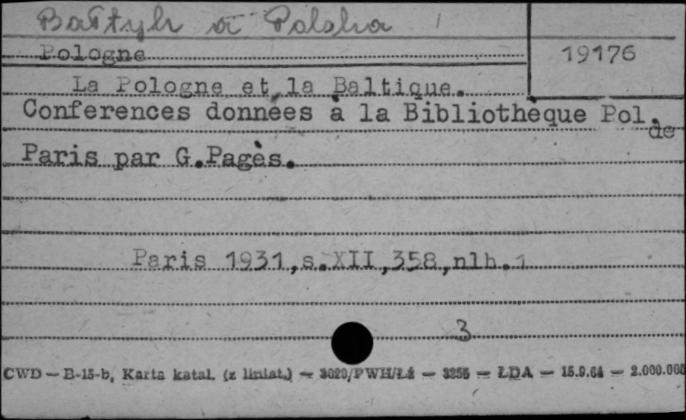 Bałtyk a Polska
Pologne
19176
La Pologne et la Baltique.
Conferences données à la Bibliothèque Pol.
de
Paris par G.Pagès.
Paris 1931,s.XII,358,nlb.1
3
CWD — B-15-b, Karta katal. (z liniat.) — 3020/PWH/Łź — 3255 — ŁDA — 15.9.64 — 2.000.000